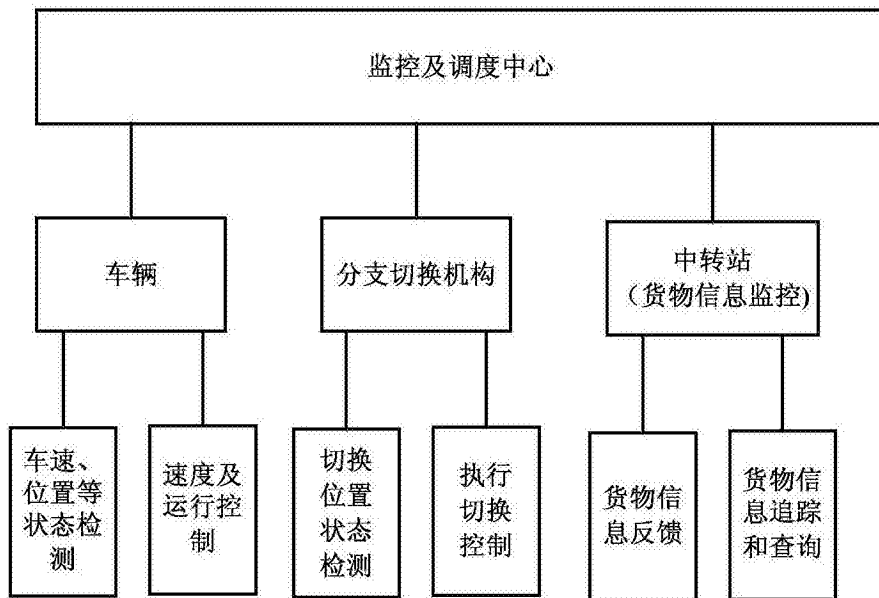 监控及调度中心
车辆
分支切换机构
中转站
（货物信息监控)
车速、
位置等
状态检
测
速度及
运行控
制
切换
位置
状态
检测
执行
切换
控制
货物信
息反馈
货物信
息追踪
和查询